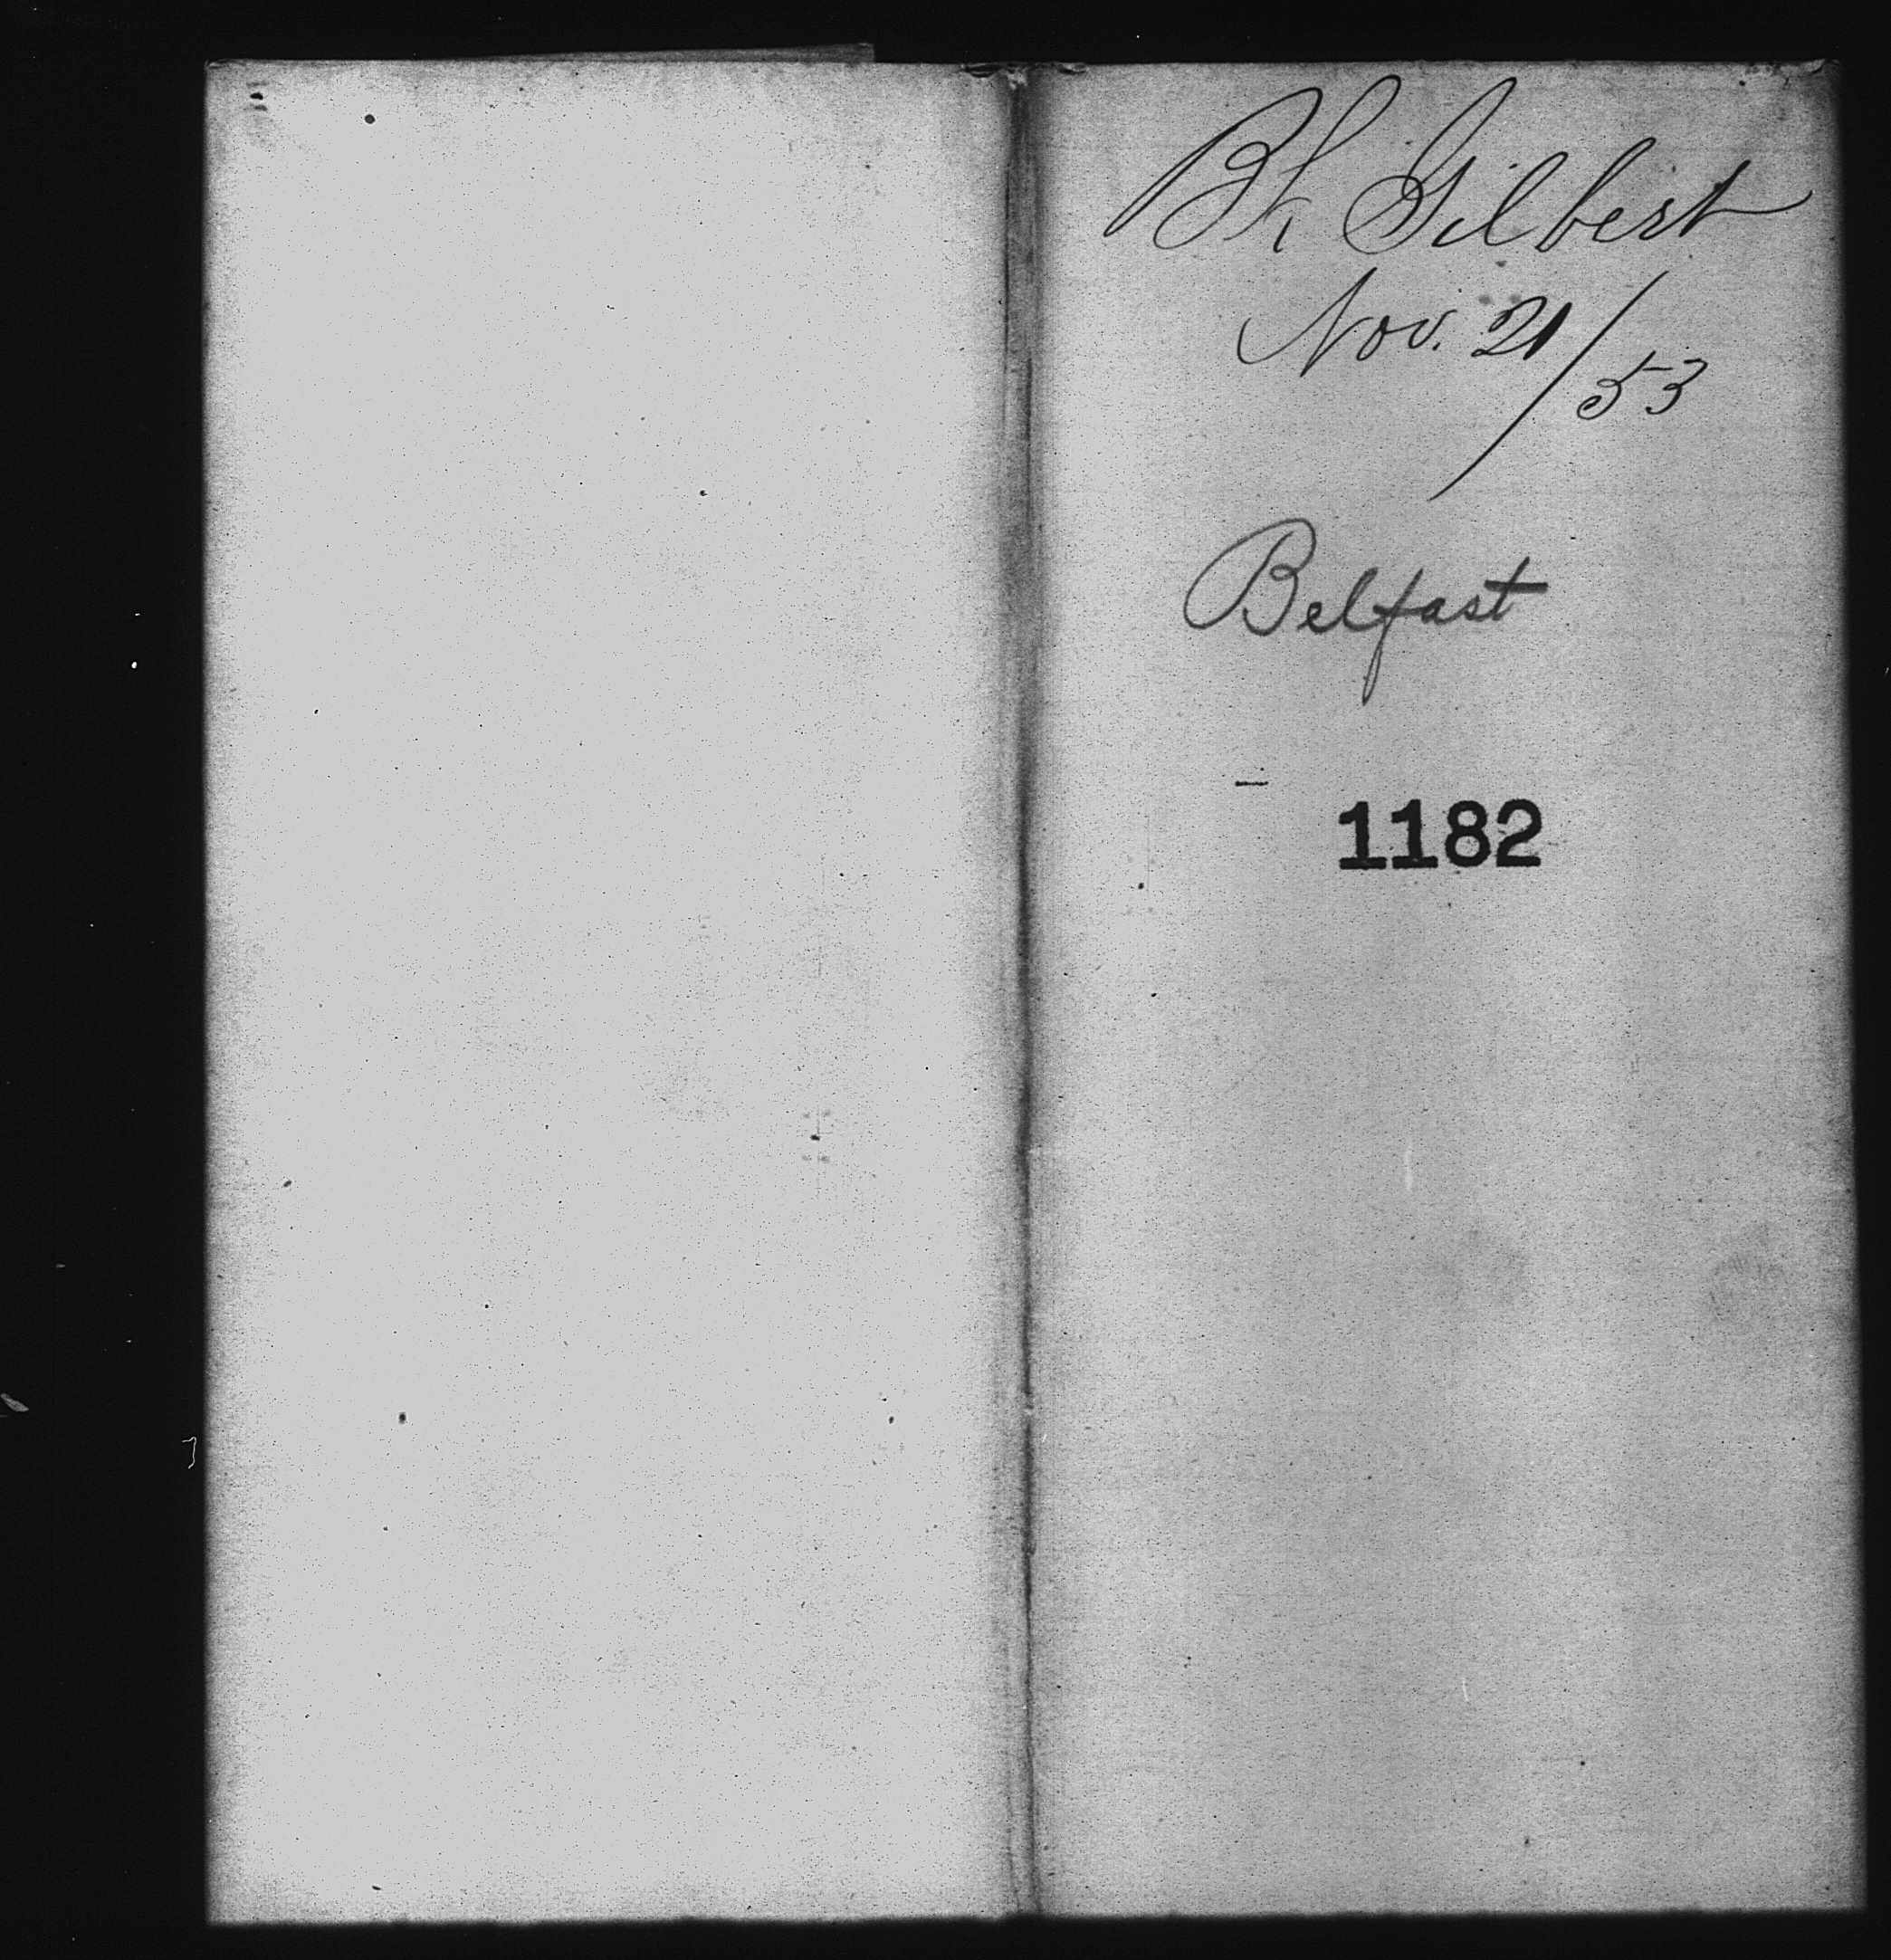 Bk Gilbert
Nov. 21/53
Belfast
1182